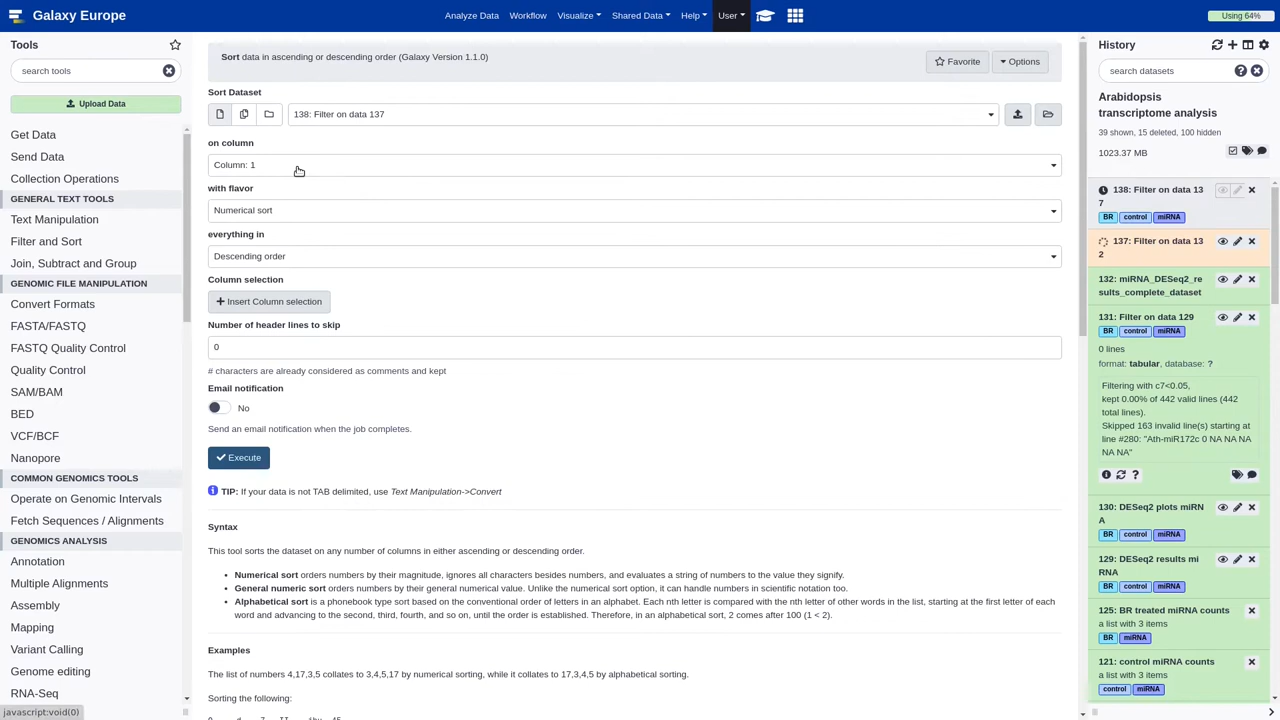 Galaxy Europe
Analyze Data
Workflow
Visualize
Shared Data
Help
User
Using 64%
Tools
search tools
Upload Data
Get Data
Send Data
Collection Operations
GENERAL TEXT TOOLS
Text Manipulation
Filter and Sort
Join, Subtract and Group
GENOMIC FILE MANIPULATION
Convert Formats
FASTA/FASTQ
FASTQ Quality Control
Quality Control
SAM/BAM
BED
VCF/BCF
Nanopore
COMMON GENOMICS TOOLS
Operate on Genomic Intervals
Fetch Sequences / Alignments
GENOMICS ANALYSIS
Annotation
Multiple Alignments
Assembly
Mapping
Variant Calling
Genome editing
RNA-Seq
javascript:void(0)
Sort data in ascending or descending order (Galaxy Version 1.1.0)
Favorite
Options
Sort Dataset
138: Filter on data 137
on column
Column: 1
with flavor
Numerical sort
everything in
Descending order
Column selection
Insert Column selection
Number of header lines to skip
0
# characters are already considered as comments and kept
Email notification
No
Send an email notification when the job completes.
Execute
TIP: If your data is not TAB delimited, use Text Manipulation->Convert
Syntax
This tool sorts the dataset on any number of columns in either ascending or descending order.
• Numerical sort orders numbers by their magnitude, ignores all characters besides numbers, and evaluates a string of numbers to the value they signify.
• General numeric sort orders numbers by their general numerical value. Unlike the numerical sort option, it can handle numbers in scientific notation too.
• Alphabetical sort is a phonebook type sort based on the conventional order of letters in an alphabet. Each nth letter is compared with the nth letter of other words in the list, starting at the first letter of each
word and advancing to the second, third, fourth, and so on, until the order is established. Therefore, in an alphabetical sort, 2 comes after 100 (1 < 2).
Examples
The list of numbers 4,17,3,5 collates to 3,4,5,17 by numerical sorting, while it collates to 17,3,4,5 by alphabetical sorting.
Sorting the following:
History
search datasets
Arabidopsis
transcriptome analysis
39 shown, 15 deleted, 100 hidden
1023.37 MB
138: Filter on data 13
7
BR control miRNA
137: Filter on data 13
2
132: miRNA_DESeq2_re
sults_complete_dataset
131: Filter on data 129
BR control miRNA
0 lines
format: tabular, database: ?
Filtering with c7<0.05,
kept 0.00% of 442 valid lines (442
total lines).
Skipped 163 invalid line(s) starting at
line #280: "Ath-miR172c 0 NA NA NA
NA NA"
130: DESeq2 plots miRN
A
BR control miRNA
129: DESeq2 results mi
RNA
BR control miRNA
125: BR treated miRNA counts
a list with 3 items
BR miRNA
121: control miRNA counts
a list with 3 items
control miRNA